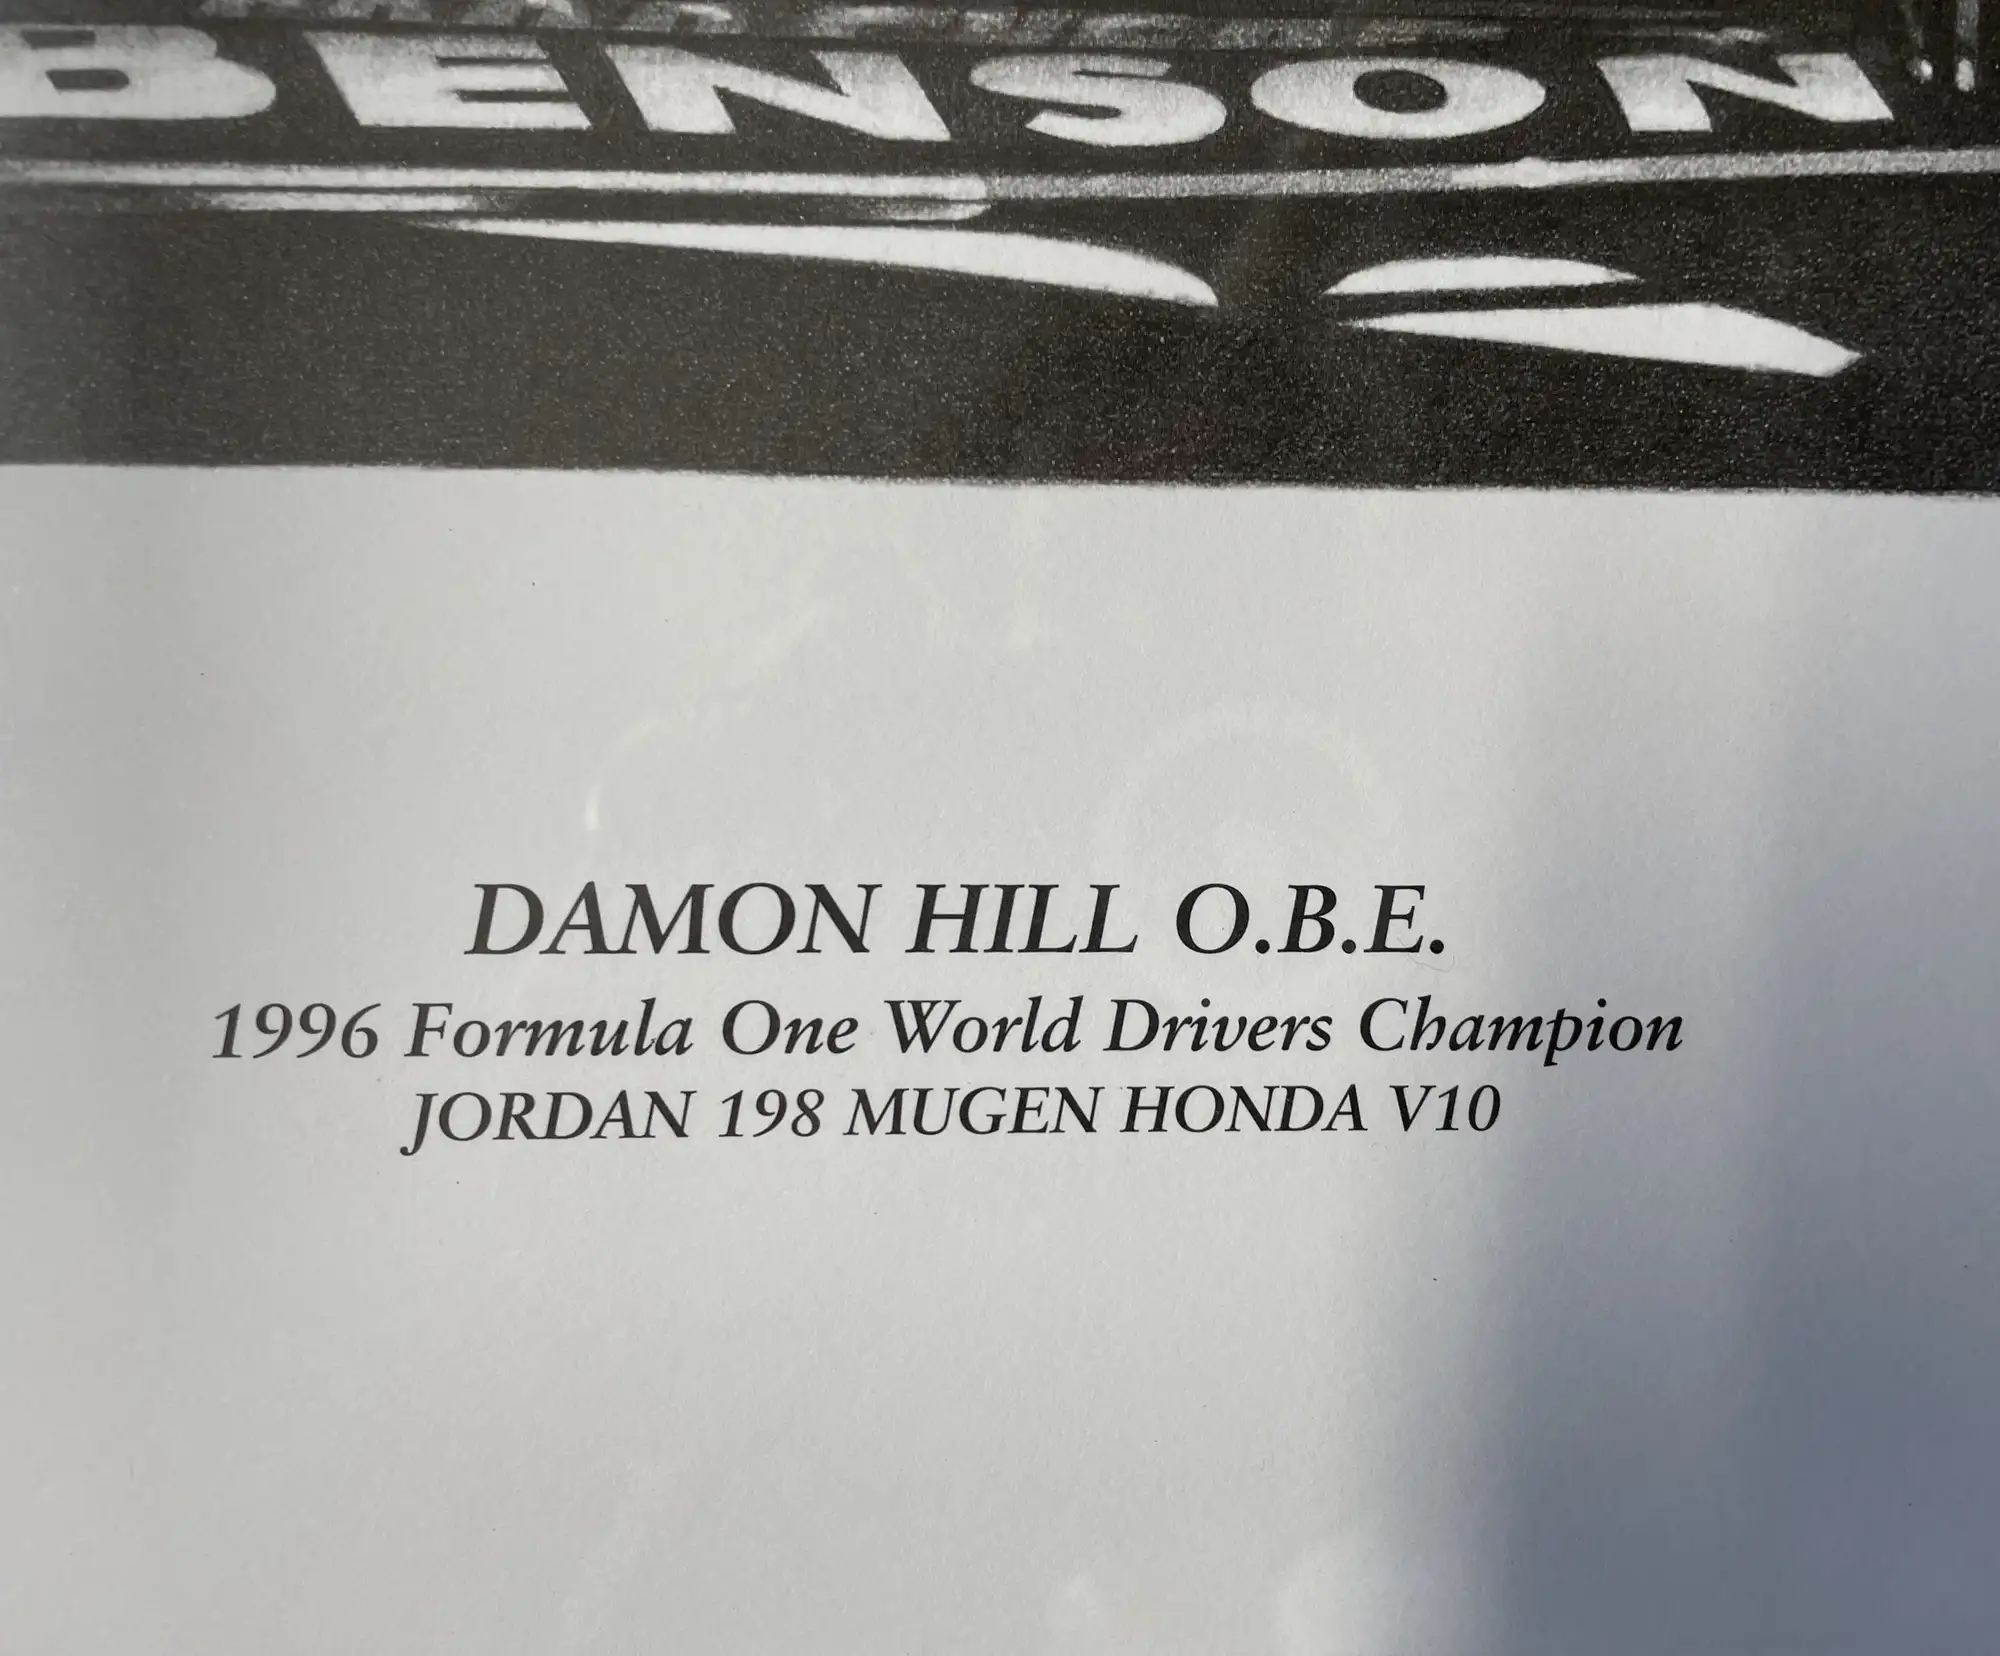 BENSON
DAMON HILL O.B.E.
1996 Formula One World Drivers Champion
JORDAN 198 MUGEN HONDA V10